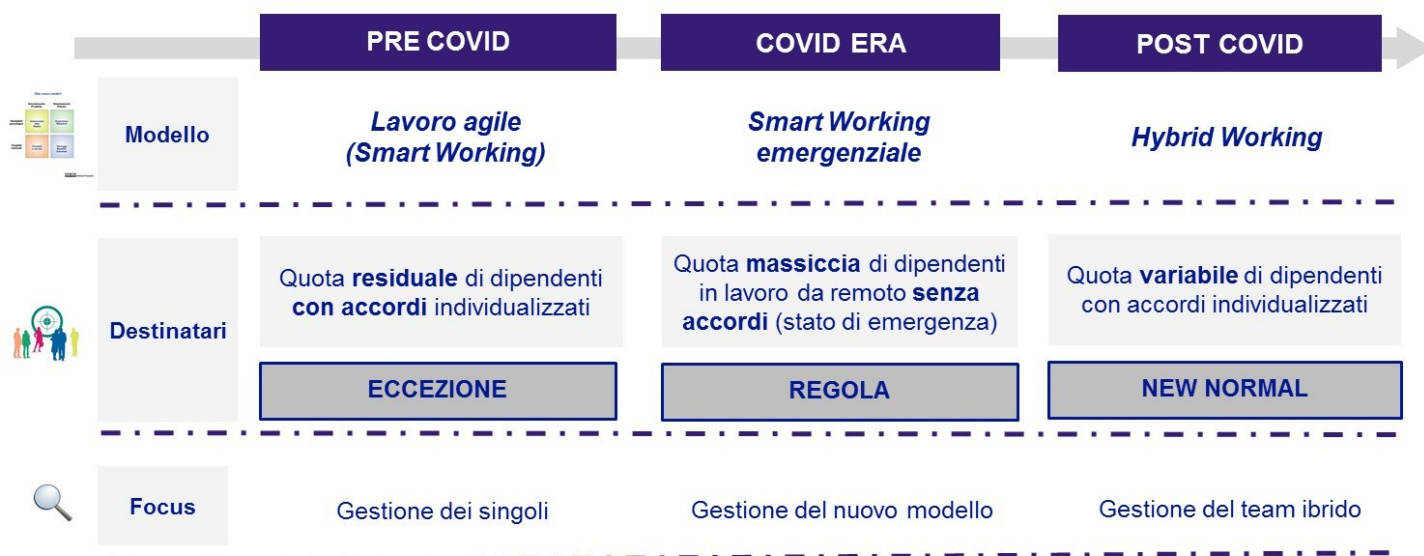 PRE COVID
COVID ERA
POST COVID
Modello
Lavoro agile
(Smart Working)
Smart Working
emergenziale
Hybrid Working
Destinatari
Quota residuale di dipendenti
con accordi individualizzati
Quota massiccia di dipendenti
in lavoro da remoto senza
accordi (stato di emergenza)
Quota variabile di dipendenti
con accordi individualizzati
ECCEZIONE
REGOLA
NEW NORMAL
Focus
Gestione dei singoli
Gestione del nuovo modello
Gestione del team ibrido